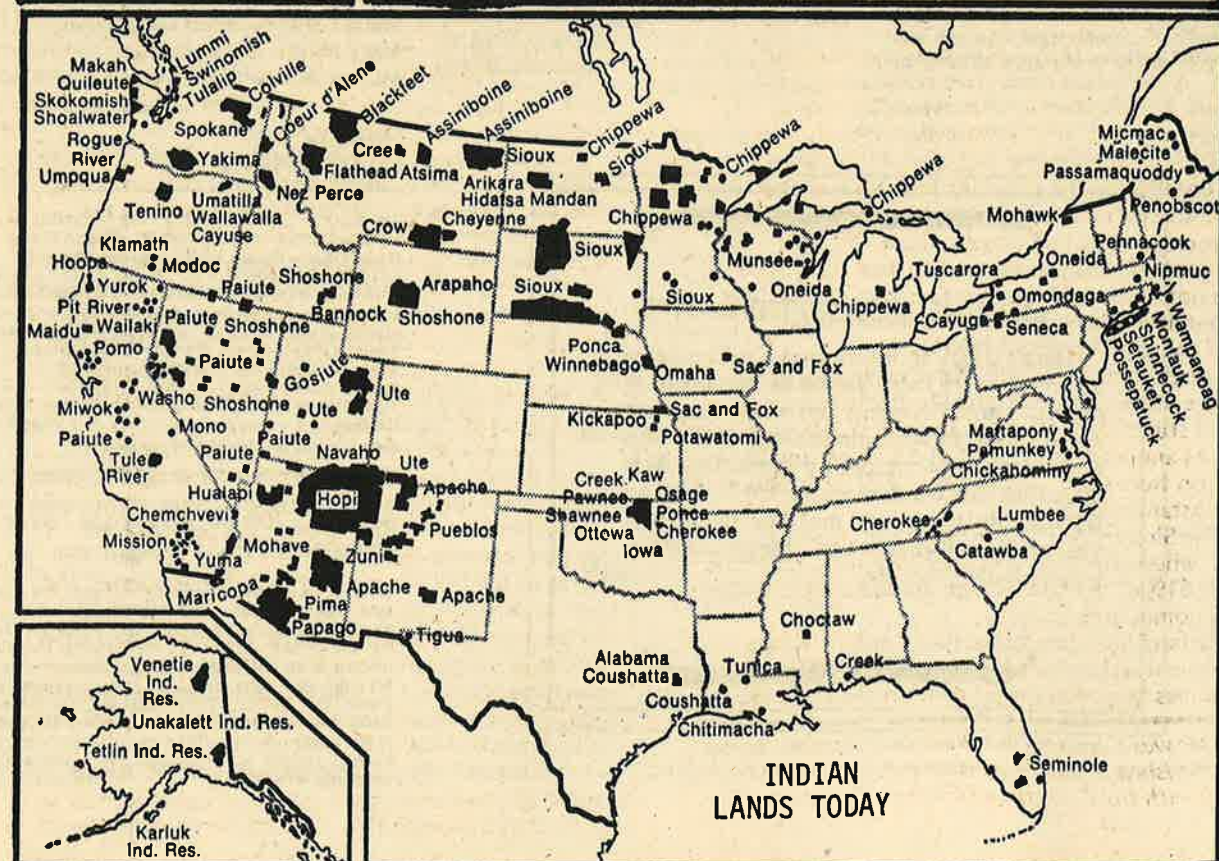 Makah
Quileute
Skokomish
Shoalwater
Lummi
Swinomish
Tulalip
Colville
Coeur d'Alene
Blackleet
Assiniboine
Assiniboine
Chippewa
Sioux
Chippewa
Chippewa
Spokane
Rogue
River
Umpqua
Yakima
Cree
Flathead
Atsima
Sioux
Nez
Perce
Tenino
Umatilla
Wallawalla
Cayuse
Arikara
Hidatsa
Mandan
Cheyenne
Crow
Chippewa
Sioux
Munsee
Oneida
Chippewa
Micmac
Malecite
Passamaquoddy
Penobscot
Mohawk
Pennacook
Oneida
Nipmuc
Tuscarora
Omondaga
Cayuga
Seneca
Wampanoag
Montauk
Shinnecock
Setauket
Possepatuck
Klamath
Modoc
Hoopa
Yurok
Paiute
Shoshone
Bannock
Arapaho
Shoshone
Sioux
Sioux
Pit River
Wailaki
Maidu
Pomo
Paiute
Shoshone
Paiute
Gosiute
Ute
Washo
Shoshone
Ute
Ponca
Winnebago
Omaha
Sac and Fox
Miwok
Mono
Paiute
Paiute
Kickapoo
Sac and Fox
Potawatomi
Mattapony
Pamunkey
Chickahominy
Tule
River
Paiute
Navaho
Ute
Apache
Hualapi
Hopi
Creek
Kaw
Pawnee
Osage
Shawnee
Ponca
Ottowa
Cherokee
Iowa
Pueblos
Chemchvevi
Mission
Yuma
Mohave
Zuni
Cherokee
Lumbee
Catawba
Maricopa
Apache
Apache
Pima
Papago
Tigua
Choctaw
Alabama
Coushatta
Tunica
Creek
Coushatta
Chitimacha
Seminole
Venetie
Ind.
Res.
Unakalett Ind. Res.
Tetlin Ind. Res.
Karluk
Ind. Res.
INDIAN
LANDS TODAY